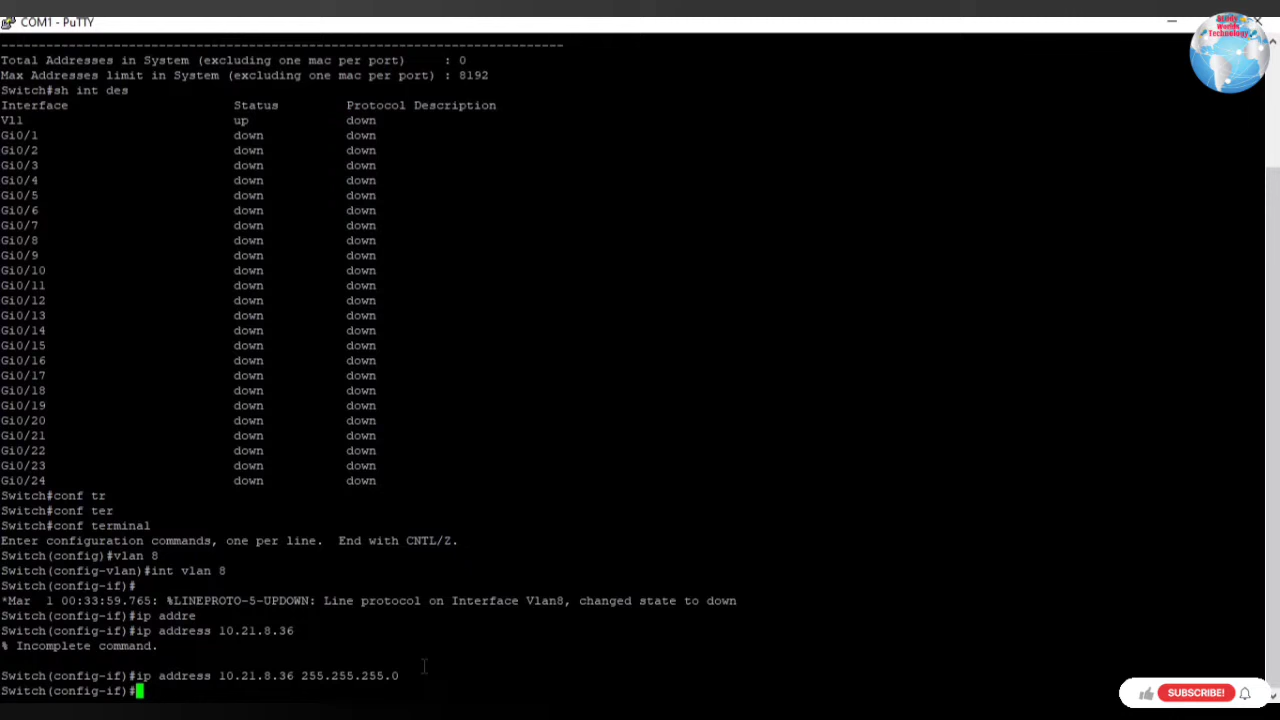 COM1 - PuTTY
Study
Worlds
Technology
--------------------------------------------------------------------------------
Total Addresses in System (excluding one mac per port)     : 0
Max Addresses limit in System (excluding one mac per port) : 8192
Switch#sh int des
Interface                      Status         Protocol Description
Vl1                            up             down
Gi0/1                          down           down
Gi0/2                          down           down
Gi0/3                          down           down
Gi0/4                          down           down
Gi0/5                          down           down
Gi0/6                          down           down
Gi0/7                          down           down
Gi0/8                          down           down
Gi0/9                          down           down
Gi0/10                         down           down
Gi0/11                         down           down
Gi0/12                         down           down
Gi0/13                         down           down
Gi0/14                         down           down
Gi0/15                         down           down
Gi0/16                         down           down
Gi0/17                         down           down
Gi0/18                         down           down
Gi0/19                         down           down
Gi0/20                         down           down
Gi0/21                         down           down
Gi0/22                         down           down
Gi0/23                         down           down
Gi0/24                         down           down
Switch#conf tr
Switch#conf ter
Switch#conf terminal
Enter configuration commands, one per line.  End with CNTL/Z.
Switch(config)#vlan 8
Switch(config-vlan)#int vlan 8
Switch(config-if)#
*Mar  1 00:33:59.765: %LINEPROTO-5-UPDOWN: Line protocol on Interface Vlan8, changed state to down
Switch(config-if)#ip addre
Switch(config-if)#ip address 10.21.8.36
% Incomplete command.
Switch(config-if)#ip address 10.21.8.36 255.255.255.0
Switch(config-if)#
SUBSCRIBE!